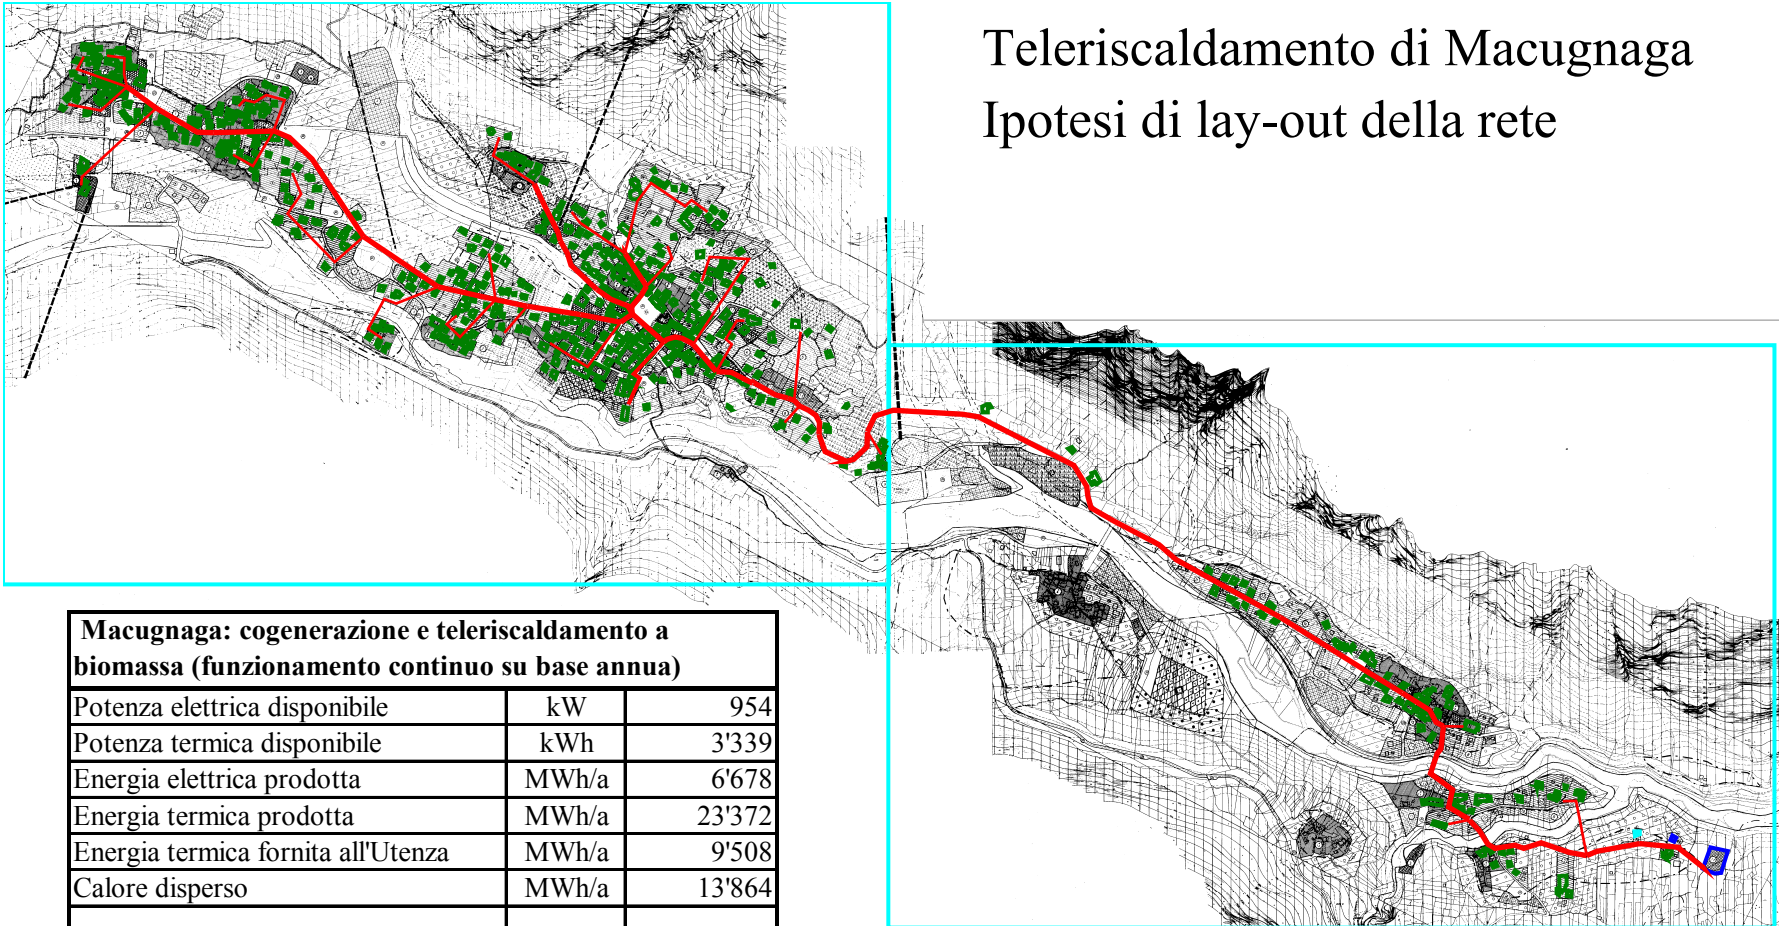 Teleriscaldamento di Macugnaga
Ipotesi di lay-out della rete
Macugnaga: cogenerazione e teleriscaldamento a
biomassa (funzionamento continuo su base annua)
Potenza elettrica disponibile kW 954
Potenza termica disponibile kWh 3'339
Energia elettrica prodotta MWh/a 6'678
Energia termica prodotta MWh/a 23'372
Energia termica fornita all'Utenza MWh/a 9'508
Calore disperso MWh/a 13'864